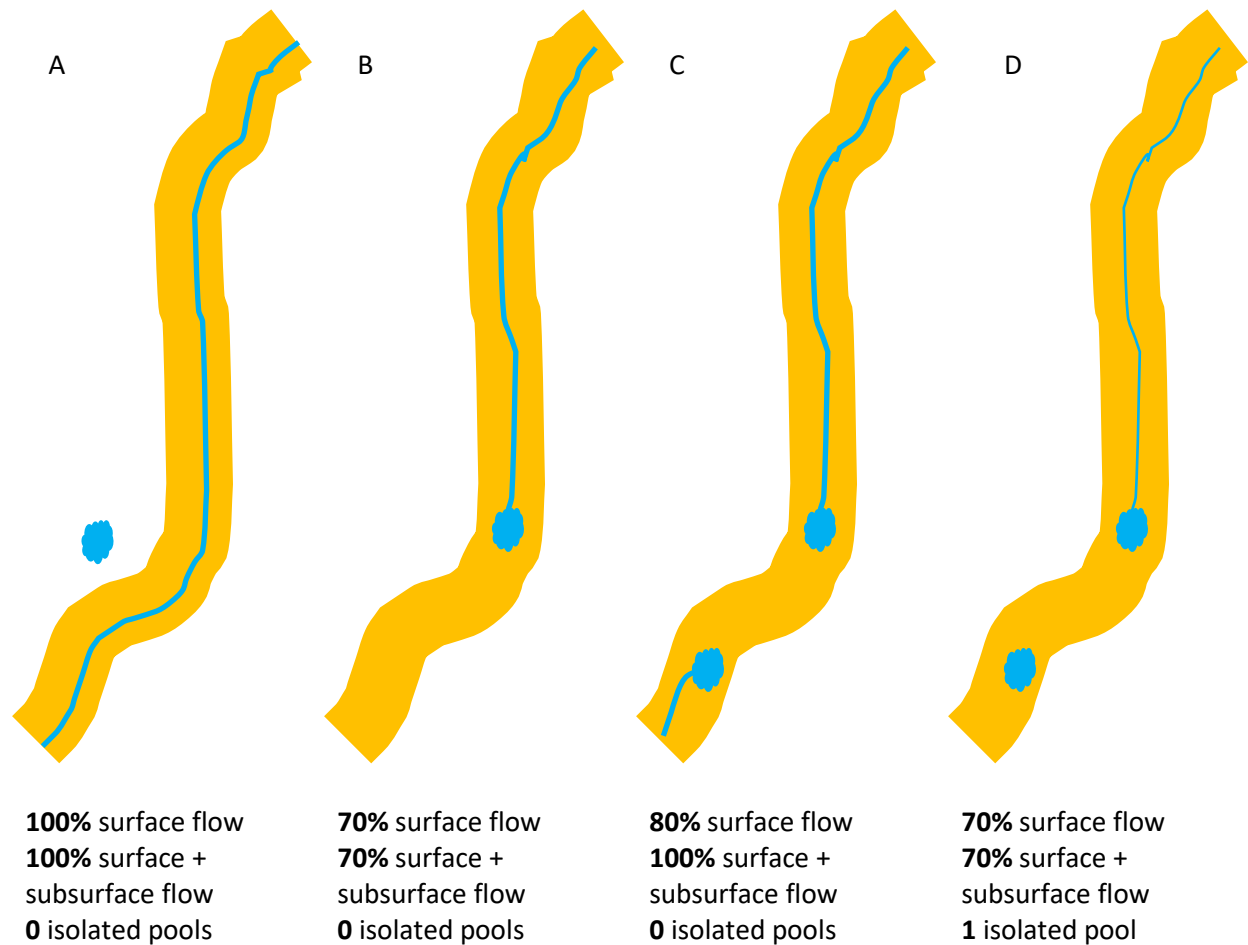 A
B
C
D
100% surface flow
100% surface +
subsurface flow
0 isolated pools
70% surface flow
70% surface +
subsurface flow
0 isolated pools
80% surface flow
100% surface +
subsurface flow
0 isolated pools
70% surface flow
70% surface +
subsurface flow
1 isolated pool